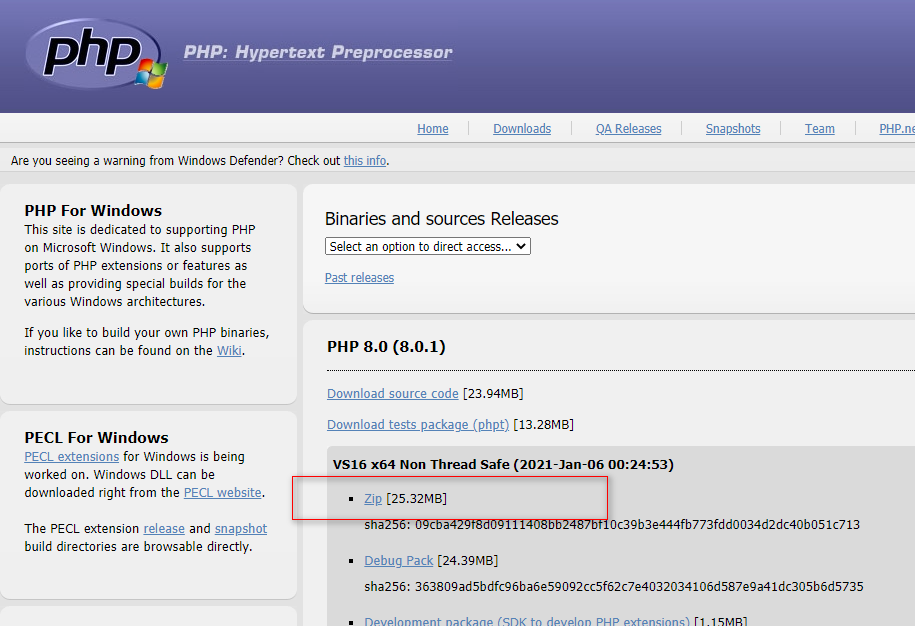 php
PHP: Hypertext Preprocessor
Home
Downloads
QA Releases
Snapshots
Team
PHP.ne
Are you seeing a warning from Windows Defender? Check out this info.
PHP For Windows
This site is dedicated to supporting PHP
on Microsoft Windows. It also supports
ports of PHP extensions or features as
well as providing special builds for the
various Windows architectures.
If you like to build your own PHP binaries,
instructions can be found on the Wiki.
PECL For Windows
PECL extensions for Windows is being
worked on. Windows DLL can be
downloaded right from the PECL website.
The PECL extension release and snapshot
build directories are browsable directly.
Binaries and sources Releases
Select an option to direct access...
Past releases
PHP 8.0 (8.0.1)
Download source code [23.94MB]
Download tests package (phpt) [13.28MB]
VS16 x64 Non Thread Safe (2021-Jan-06 00:24:53)
Zip [25.32MB]
sha256: 09cba429f8d09111408bb2487bf10c39b3e444fb773fdd0034d2dc40b051c713
Debug Pack [24.39MB]
sha256: 363809ad5bdfc96ba6e59092cc5f62c7e4032034106d587e9a41dc305b6d5735
Development package (SDK to develop PHP extensions) [1.15MB]